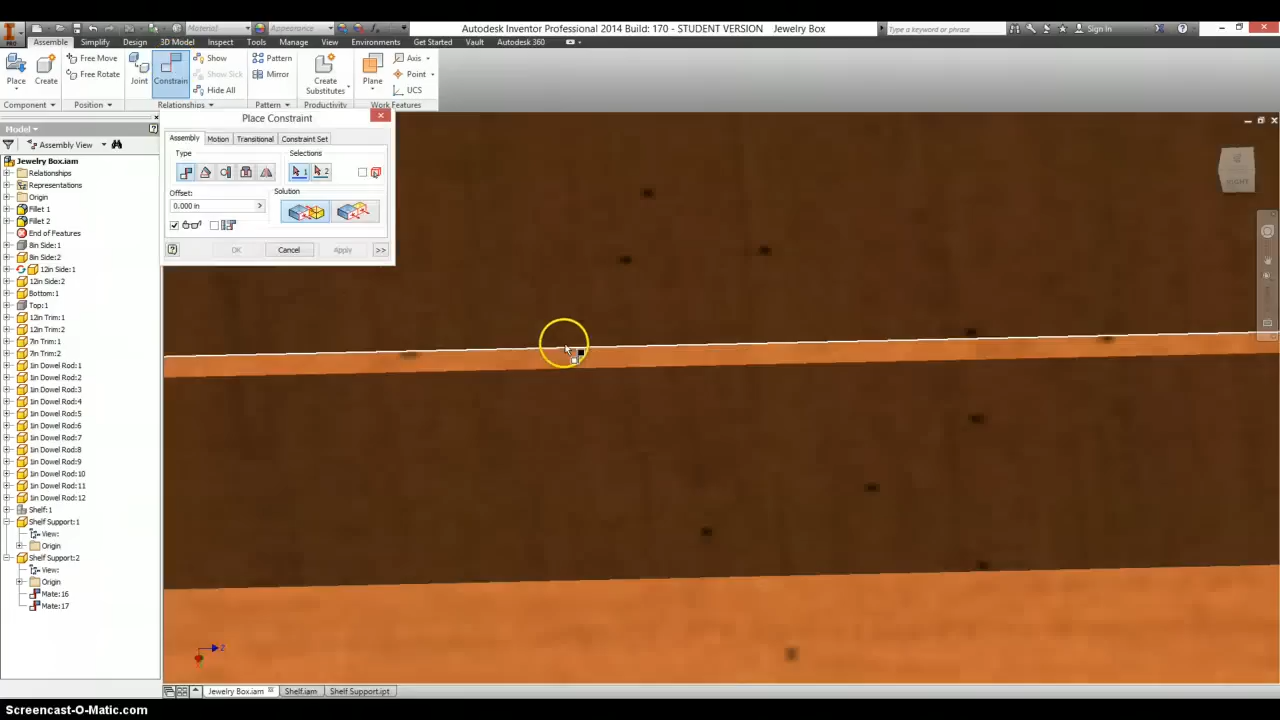 Material
Appearance
Autodesk Inventor Professional 2014 Build: 170 - STUDENT VERSION Jewelry Box
Type a keyword or phrase
Sign In
PRO
Assemble Simplify Design 3D Model Inspect Tools Manage View Environments Get Started Vault Autodesk 360
Place
Create
Free Move
Free Rotate
Joint
Constrain
Show
Show Sick
Hide All
Pattern
Mirror
Create
Substitutes
Plane
Axis
Point
UCS
Component
Position
Relationships
Pattern
Productivity
Work Features
Model
Assembly View
Jewelry Box.iam
Relationships
Representations
Origin
Fillet 1
Fillet 2
End of Features
8in Side:1
8in Side:2
12in Side:1
12in Side:2
Bottom:1
Top:1
12in Trim:1
12in Trim:2
7in Trim:1
7in Trim:2
1in Dowel Rod:1
1in Dowel Rod:2
1in Dowel Rod:3
1in Dowel Rod:4
1in Dowel Rod:5
1in Dowel Rod:6
1in Dowel Rod:7
1in Dowel Rod:8
1in Dowel Rod:9
1in Dowel Rod:10
1in Dowel Rod:11
1in Dowel Rod:12
Shelf:1
Shelf Support:1
View:
Origin
Shelf Support:2
View:
Origin
Mate:16
Mate:17
Place Constraint
Assembly Motion Transitional Constraint Set
Type
Selections
1
2
Offset:
Solution
0.000 in
OK
Cancel
Apply
>>
RIGHT
Z
Jewelry Box.iam
Shelf.iam
Shelf Support.ipt
Screencast-O-Matic.com